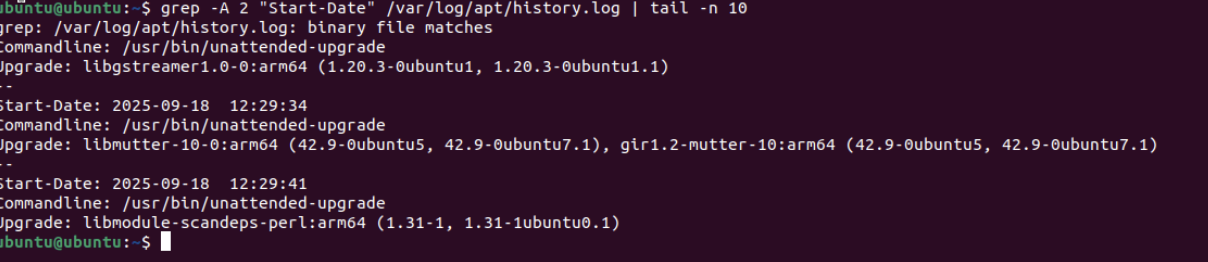 ubuntu@ubuntu:~$ grep -A 2 "Start-Date" /var/log/apt/history.log | tail -n 10
grep: /var/log/apt/history.log: binary file matches
Commandline: /usr/bin/unattended-upgrade
Upgrade: libgstreamer1.0-0:arm64 (1.20.3-0ubuntu1, 1.20.3-0ubuntu1.1)
--
Start-Date: 2025-09-18  12:29:34
Commandline: /usr/bin/unattended-upgrade
Upgrade: libmutter-10-0:arm64 (42.9-0ubuntu5, 42.9-0ubuntu7.1), gir1.2-mutter-10:arm64 (42.9-0ubuntu5, 42.9-0ubuntu7.1)
--
Start-Date: 2025-09-18  12:29:41
Commandline: /usr/bin/unattended-upgrade
Upgrade: libmodule-scandeps-perl:arm64 (1.31-1, 1.31-1ubuntu0.1)
ubuntu@ubuntu:~$